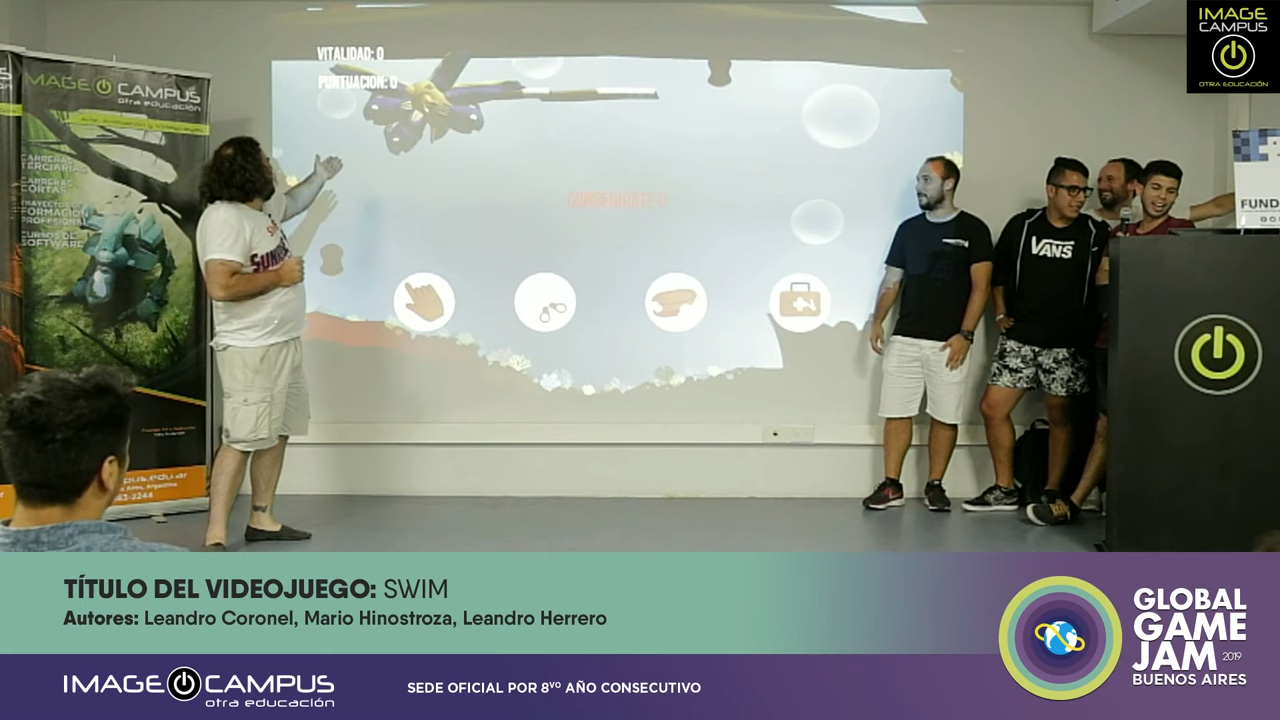 IMAGE
CAMPUS
OTRA EDUCACIÓN
VITALIDAD: 0
PUNTUACION: 0
IMAGE CAMPUS
otra educación
CARRERAS
TERCIARIAS
CARRERAS
CORTAS
TRAYECTOS DE
FORMACIÓN
PROFESIONAL
CURSOS DE
SOFTWARE
CONSEGUISTE 0
VANS
FUND
TÍTULO DEL VIDEOJUEGO: SWIM
Autores: Leandro Coronel, Mario Hinostroza, Leandro Herrero
GLOBAL
GAME
JAM 2019
BUENOS AIRES
IMAGE CAMPUS
otra educación
SEDE OFICIAL POR 8VO AÑO CONSECUTIVO